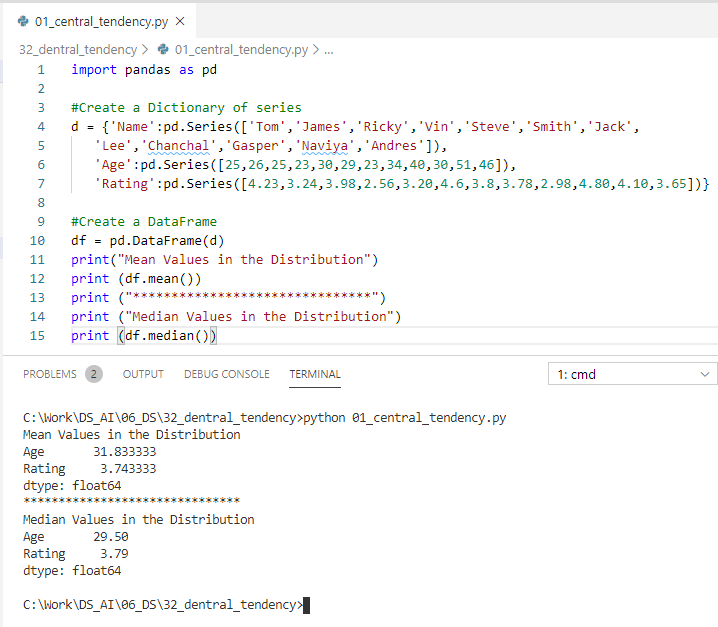 01_central_tendency.py ×
32_dentral_tendency > 01_central_tendency.py > ...
1 import pandas as pd
2
3 #Create a Dictionary of series
4 d = {'Name':pd.Series(['Tom','James','Ricky','Vin','Steve','Smith','Jack',
5    'Lee','Chanchal','Gasper','Naviya','Andres']),
6    'Age':pd.Series([25,26,25,23,30,29,23,34,40,30,51,46]),
7    'Rating':pd.Series([4.23,3.24,3.98,2.56,3.20,4.6,3.8,3.78,2.98,4.80,4.10,3.65])}
8
9 #Create a DataFrame
10 df = pd.DataFrame(d)
11 print("Mean Values in the Distribution")
12 print (df.mean())
13 print ("*******************************")
14 print ("Median Values in the Distribution")
15 print (df.median())
PROBLEMS 2 OUTPUT DEBUG CONSOLE TERMINAL 1: cmd
C:\Work\DS_AI\06_DS\32_dentral_tendency>python 01_central_tendency.py
Mean Values in the Distribution
Age       31.833333
Rating     3.743333
dtype: float64
*******************************
Median Values in the Distribution
Age       29.50
Rating     3.79
dtype: float64
C:\Work\DS_AI\06_DS\32_dentral_tendency>